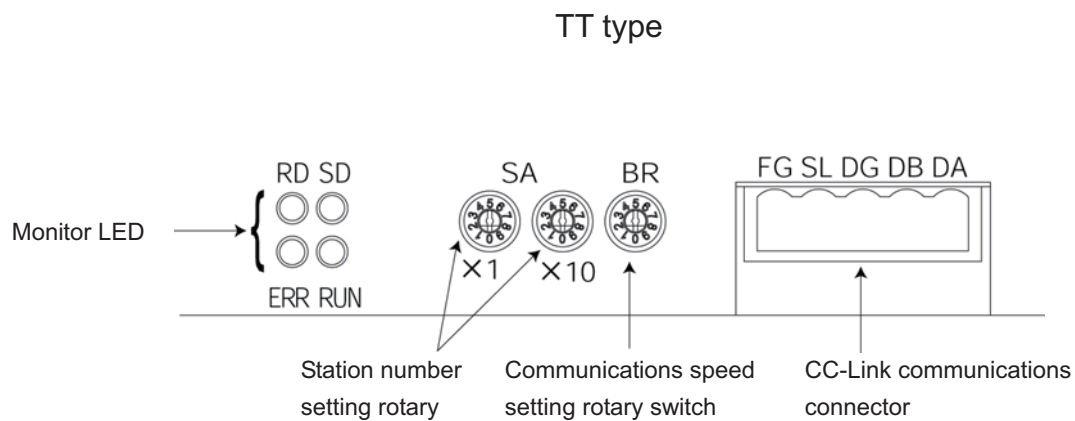 TT type
RD SD
SA
BR
FG SL DG DB DA
Monitor LED
×1
×10
ERR RUN
Station number
setting rotary
Communications speed
setting rotary switch
CC-Link communications
connector